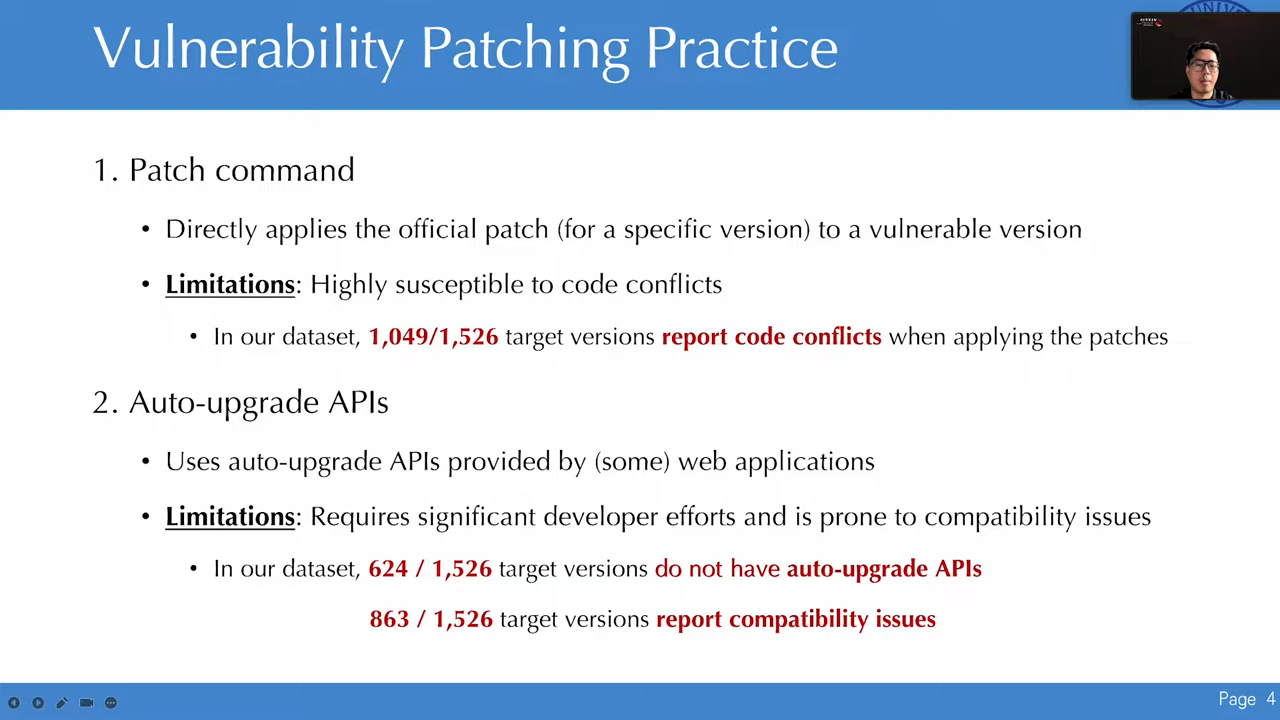 Vulnerability Patching Practice
1. Patch command
• Directly applies the official patch (for a specific version) to a vulnerable version
• Limitations: Highly susceptible to code conflicts
• In our dataset, 1,049/1,526 target versions report code conflicts when applying the patches
2. Auto-upgrade APIs
• Uses auto-upgrade APIs provided by (some) web applications
• Limitations: Requires significant developer efforts and is prone to compatibility issues
• In our dataset, 624 / 1,526 target versions do not have auto-upgrade APIs
863 / 1,526 target versions report compatibility issues
Page 4